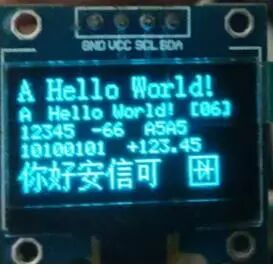 GND VCC SCL SDA
A Hello World!
A Hello World! [06]
12345 -66 A5A5
10100101 +123.45
你好安信可